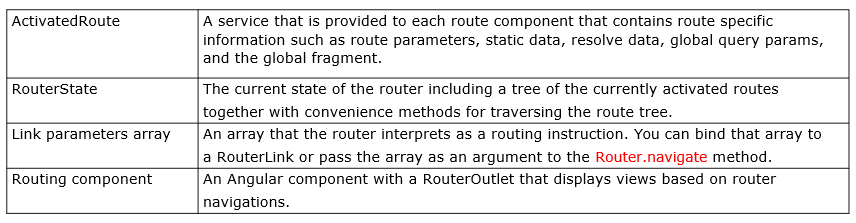 ActivatedRoute
A service that is provided to each route component that contains route specific
information such as route parameters, static data, resolve data, global query params,
and the global fragment.
RouterState
The current state of the router including a tree of the currently activated routes
together with convenience methods for traversing the route tree.
Link parameters array
An array that the router interprets as a routing instruction. You can bind that array to
a RouterLink or pass the array as an argument to the Router.navigate method.
Routing component
An Angular component with a RouterOutlet that displays views based on router
navigations.